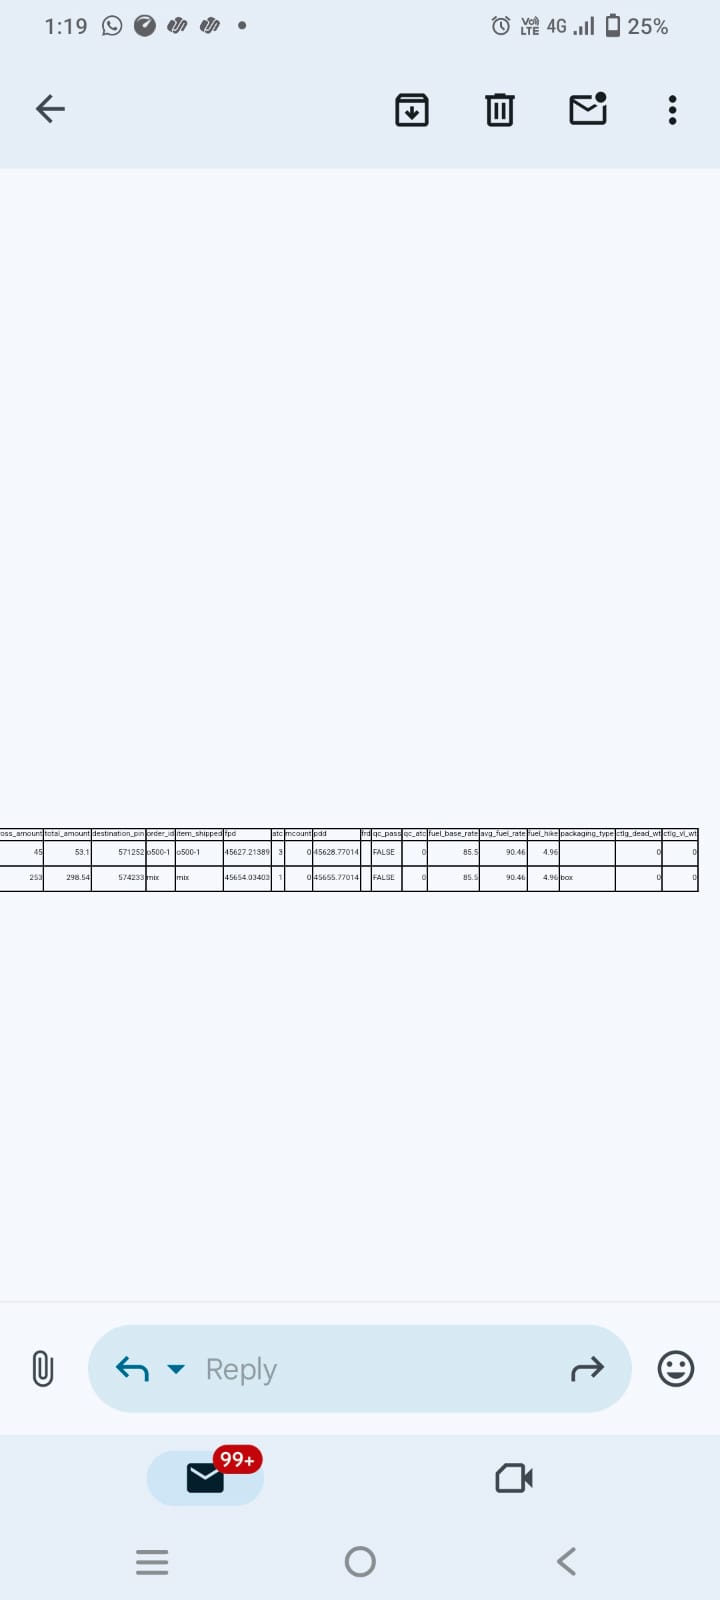 1:19 Vo) LTE 4G 25%
oss_amount total_amount destination_pin order_id item_shipped fpd atc mcount pdd frd qc_pass qc_atc fuel_base_rate avg_fuel_rate fuel_hike packaging_type ctlg_dead_wt ctlg_vl_wt
45 53.1 571252 o500-1 o500-1 45627.21389 3 0 45628.77014 FALSE 0 85.5 90.46 4.96 0 0
253 298.54 574233 mix mix 45654.03403 1 0 45655.77014 FALSE 0 85.5 90.46 4.96 box 0 0
Reply
99+